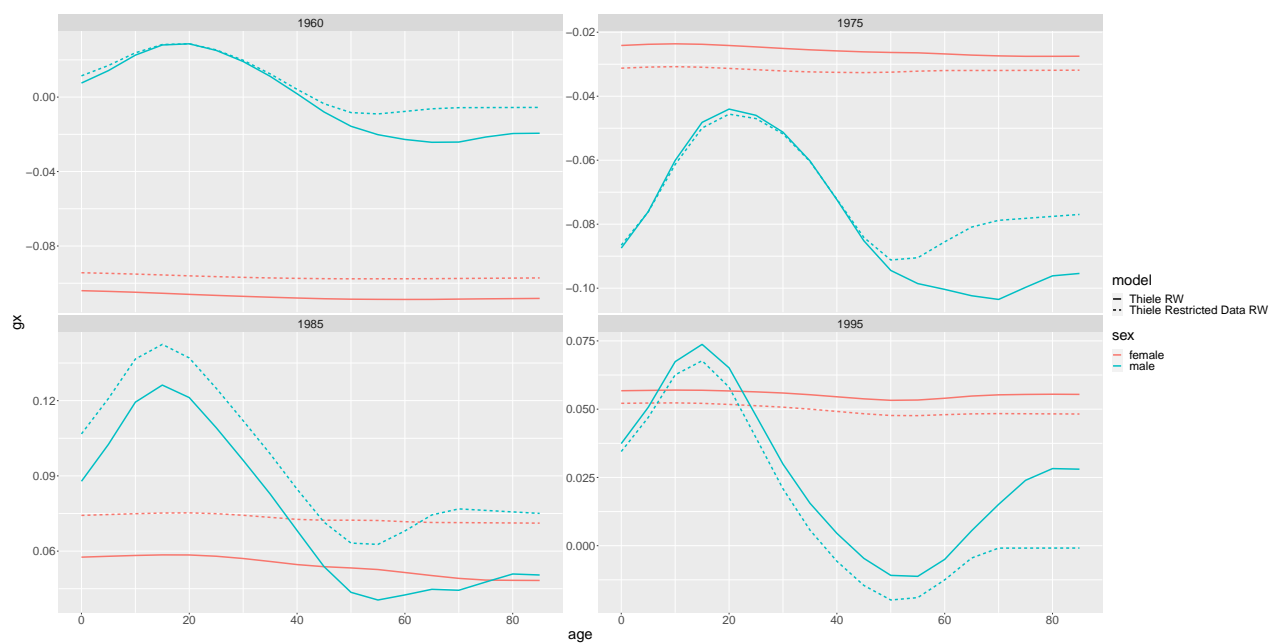 1960
1975
0.00
−0.04
−0.08
−0.02
−0.04
−0.06
−0.08
−0.10
gx
1985
1995
0.12
0.09
0.06
0.075
0.050
0.025
0.000
0 20 40 60 80
0 20 40 60 80
age
model
Thiele RW
Thiele Restricted Data RW
sex
female
male